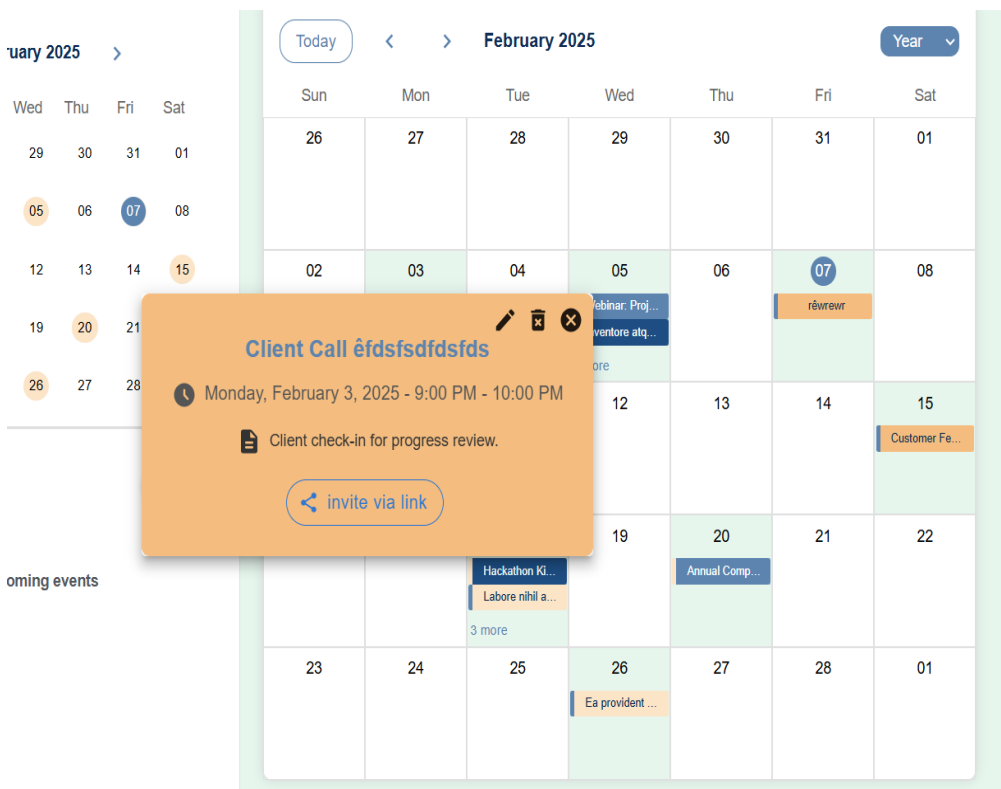 ruary 2025
Wed Thu Fri Sat
29 30 31 01
05 06 07 08
12 13 14 15
19 20 21
26 27 28
oming events
Today February 2025 Year
Sun Mon Tue Wed Thu Fri Sat
26 27 28 29 30 31 01
02 03 04 05 06 07 08
ebinar: Proj... rêwrewr
ventore atq...
ore
Client Call êfdsfsdfdsfds
Monday, February 3, 2025 - 9:00 PM - 10:00 PM
Client check-in for progress review.
invite via link
12 13 14 15
Customer Fe...
19 20 21 22
Hackathon Ki... Annual Comp...
Labore nihil a...
3 more
23 24 25 26 27 28 01
Ea provident ...